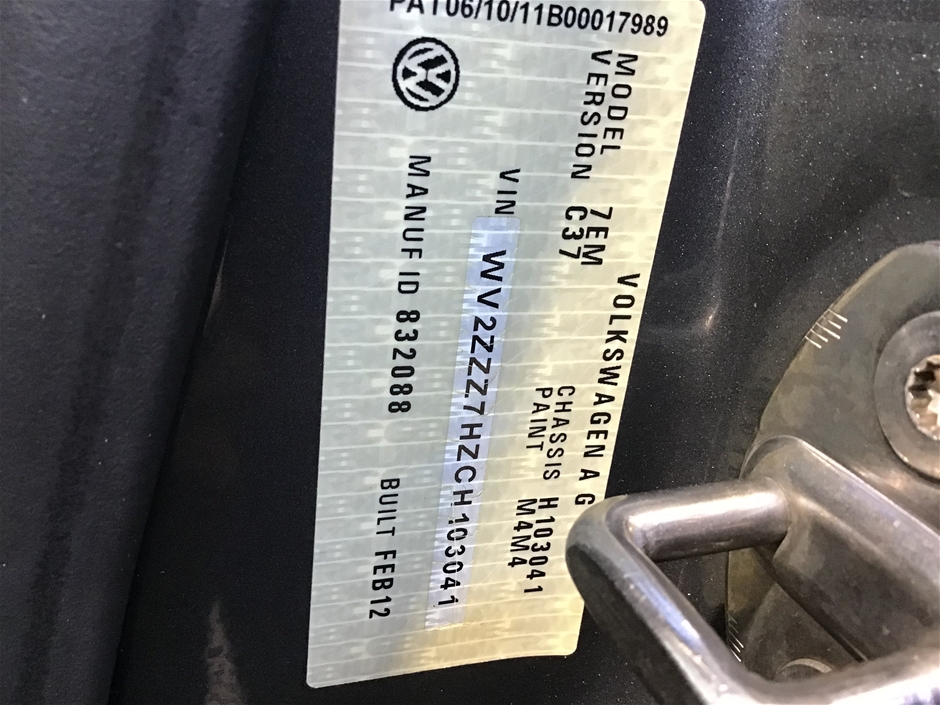 PAT06/10/11B00017989
VOLKSWAGEN A G
MODEL 7EM
VERSION C37
CHASSIS H103041
PAINT M4M4
VIN WV2ZZZ7HZCH103041
MANUF ID 832088
BUILT FEB12